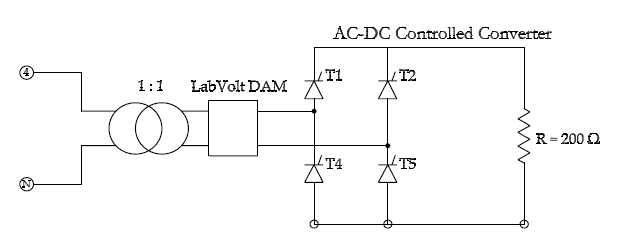 AC-DC Controlled Converter
4
1:1
LabVolt DAM
T1
T2
R = 200 Ω
T4
T5
N